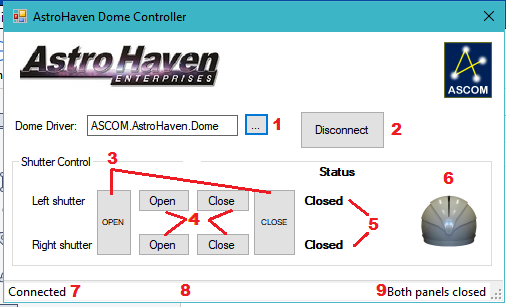 AstroHaven Dome Controller
Astro Haven
ENTERPRISES
ASCOM
Dome Driver: ASCOM.AstroHaven.Dome ... 1 Disconnect 2
Shutter Control 3 Status 6
Left shutter OPEN Open Close CLOSE Closed
4 5
Right shutter Open Close Closed
Connected 7 8 9 Both panels closed